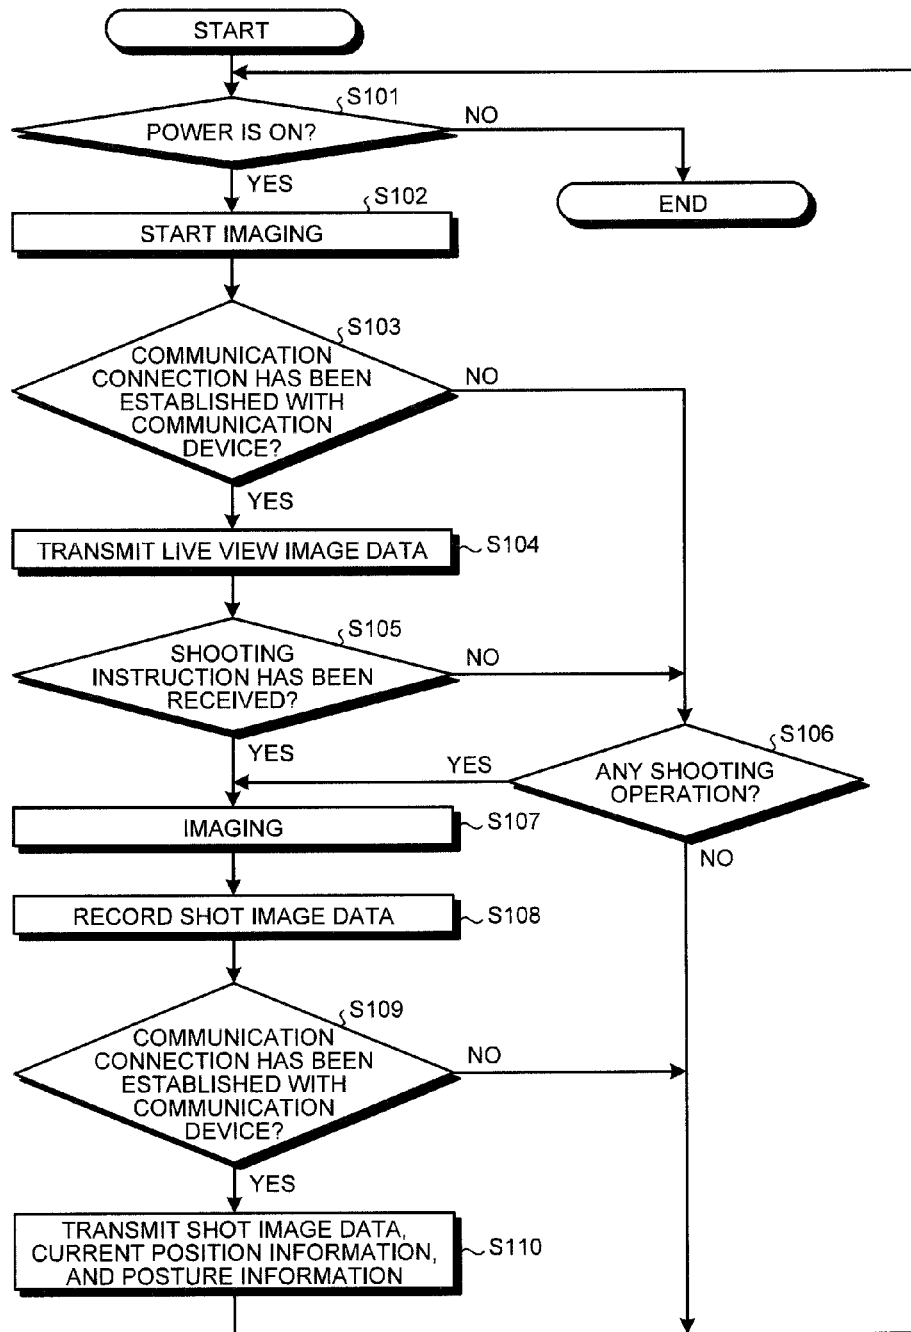 START
S101
POWER IS ON?
NO
YES
END
S102
START IMAGING
S103
COMMUNICATION
CONNECTION HAS BEEN
ESTABLISHED WITH
COMMUNICATION
DEVICE?
NO
YES
TRANSMIT LIVE VIEW IMAGE DATA
S104
S105
SHOOTING
INSTRUCTION HAS BEEN
RECEIVED?
NO
YES
S106
ANY SHOOTING
OPERATION?
YES
NO
IMAGING
S107
RECORD SHOT IMAGE DATA
S108
S109
COMMUNICATION
CONNECTION HAS BEEN
ESTABLISHED WITH
COMMUNICATION
DEVICE?
NO
YES
TRANSMIT SHOT IMAGE DATA,
CURRENT POSITION INFORMATION,
AND POSTURE INFORMATION
S110